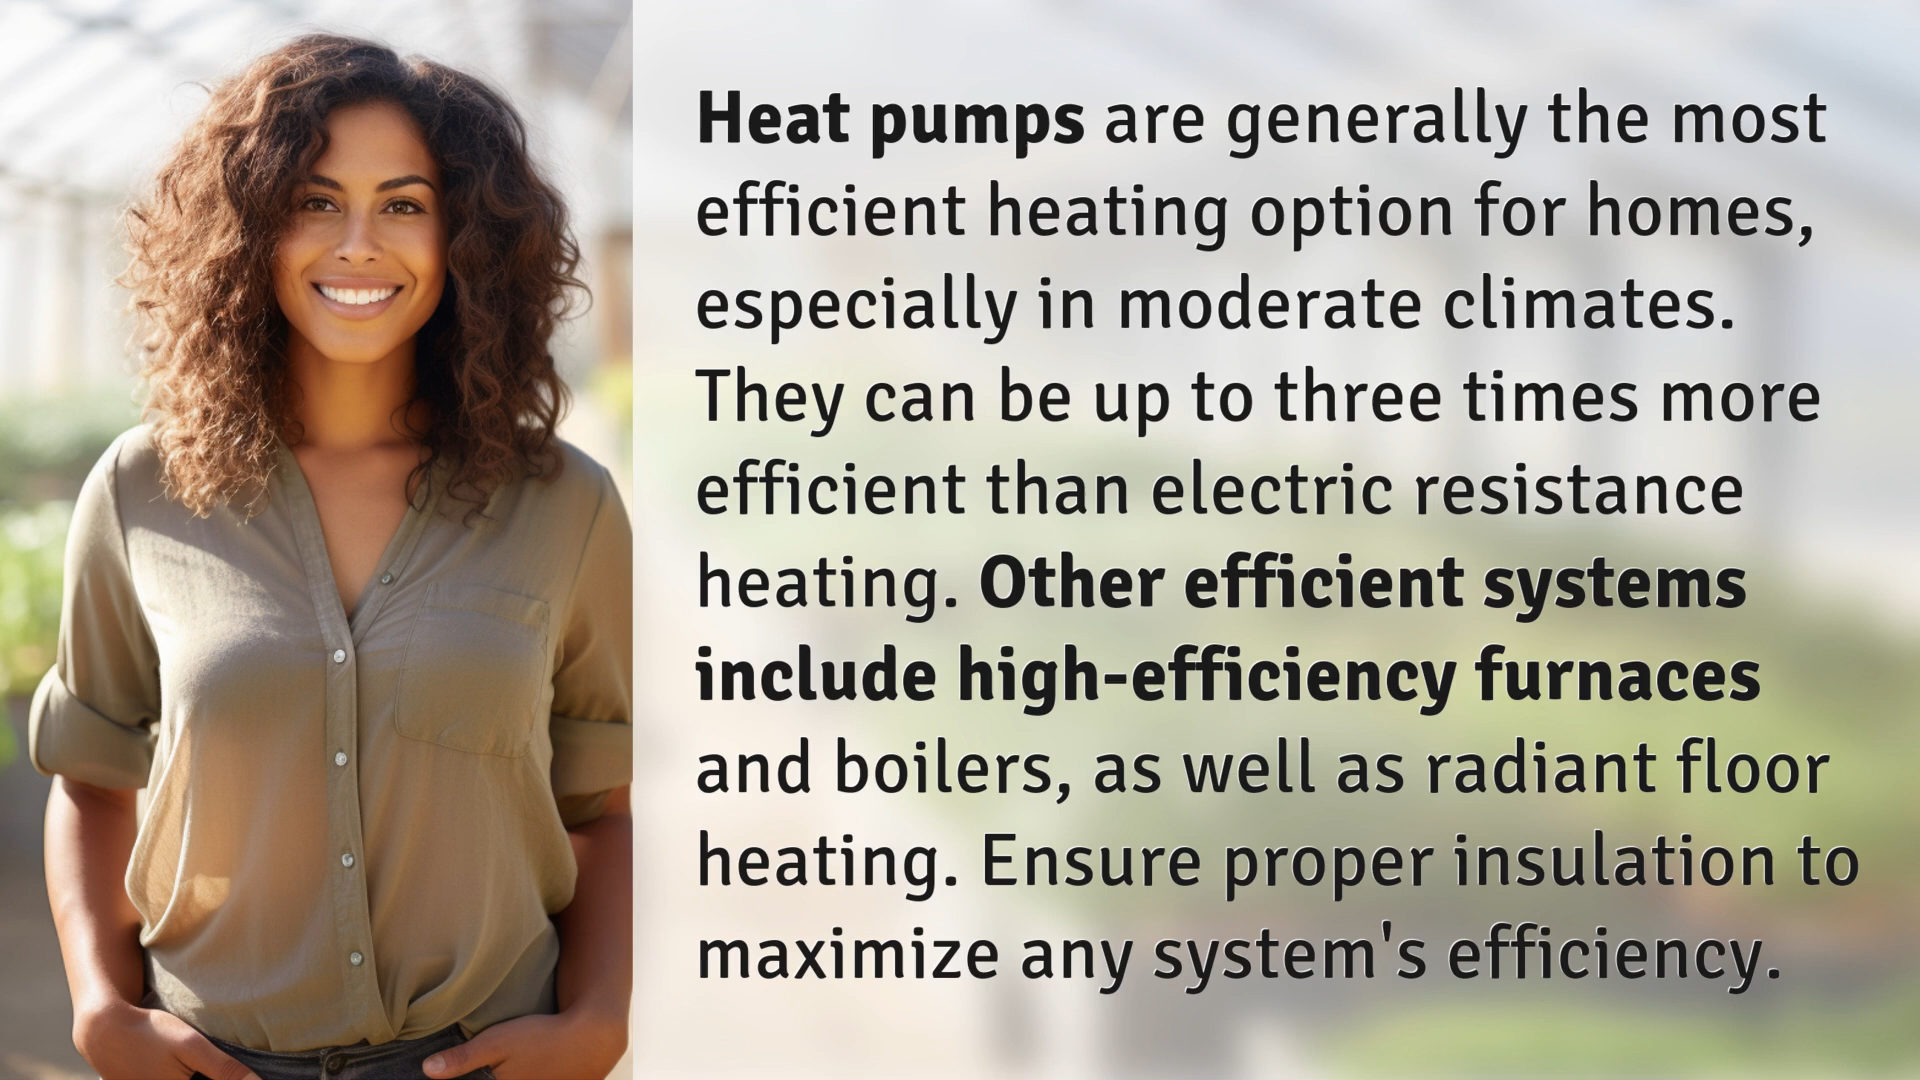 Heat pumps are generally the most
efficient heating option for homes,
especially in moderate climates.
They can be up to three times more
efficient than electric resistance
heating. Other efficient systems
include high-efficiency furnaces
and boilers, as well as radiant floor
heating. Ensure proper insulation to
maximize any system's efficiency.